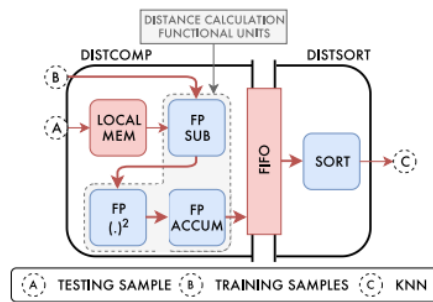 DISTANCE CALCULATION
FUNCTIONAL UNITS
DISTCOMP
DISTSORT
B
A
LOCAL
MEM
FP
SUB
FIFO
SORT
C
FP
(.)²
FP
ACCUM
A TESTING SAMPLE B TRAINING SAMPLES C KNN